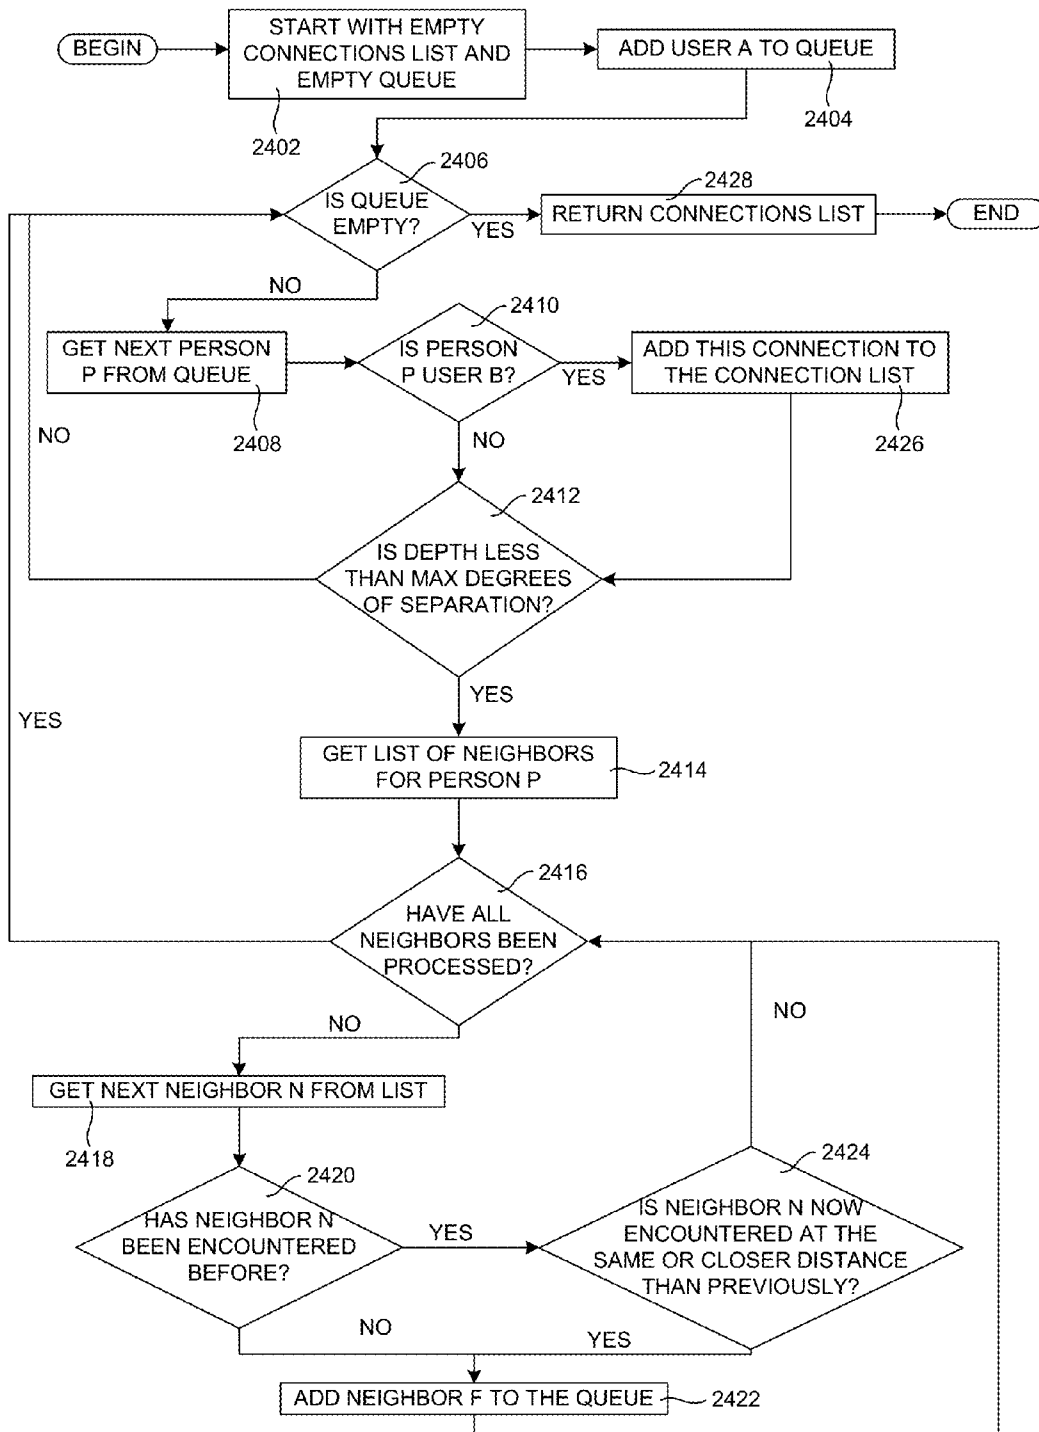 BEGIN
START WITH EMPTY
CONNECTIONS LIST AND
EMPTY QUEUE
2402
ADD USER A TO QUEUE
2404
IS QUEUE
EMPTY?
2406
YES
NO
2428
RETURN CONNECTIONS LIST
END
GET NEXT PERSON
P FROM QUEUE
2408
IS PERSON
P USER B?
2410
YES
NO
ADD THIS CONNECTION TO
THE CONNECTION LIST
2426
NO
2412
IS DEPTH LESS
THAN MAX DEGREES
OF SEPARATION?
YES
YES
GET LIST OF NEIGHBORS
FOR PERSON P
2414
2416
HAVE ALL
NEIGHBORS BEEN
PROCESSED?
NO
NO
GET NEXT NEIGHBOR N FROM LIST
2418
2420
HAS NEIGHBOR N
BEEN ENCOUNTERED
BEFORE?
YES
NO
2424
IS NEIGHBOR N NOW
ENCOUNTERED AT THE
SAME OR CLOSER DISTANCE
THAN PREVIOUSLY?
YES
ADD NEIGHBOR F TO THE QUEUE
2422